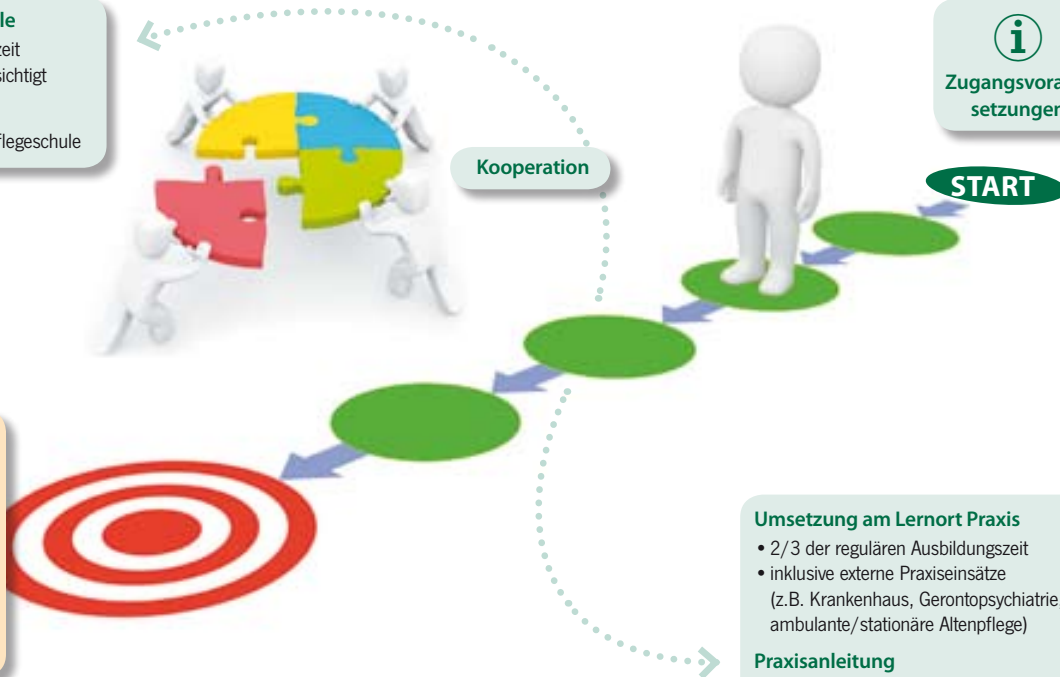 le
zeit
sichtigt
flegeschule
Kooperation
i
Zugangsvora
setzungen
START
Umsetzung am Lernort Praxis
• 2/3 der regulären Ausbildungszeit
• inklusive externe Praxiseinsätze
(z.B. Krankenhaus, Gerontopsychiatrie,
ambulante/stationäre Altenpflege)
Praxisanleitung